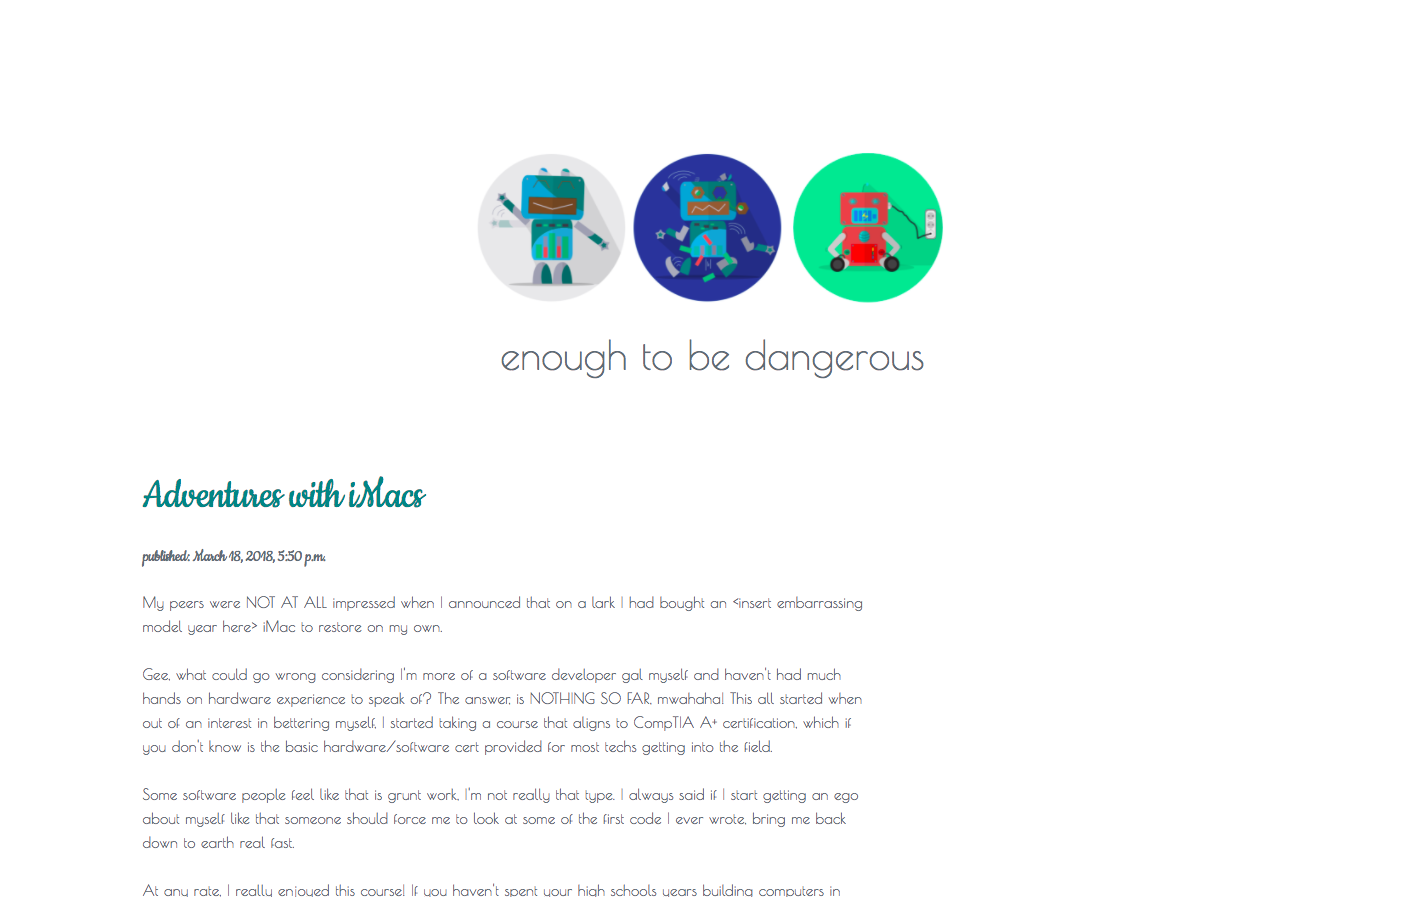 enough to be dangerous
Adventures with iMacs
published: March 18, 2018, 5:50 p.m.
My peers were NOT AT ALL impressed when I announced that on a lark I had bought an <insert embarrassing
model year here> iMac to restore on my own.
Gee, what could go wrong considering I'm more of a software developer gal myself and haven't had much
hands on hardware experience to speak of? The answer, is NOTHING SO FAR, mwahaha! This all started when
out of an interest in bettering myself, I started taking a course that aligns to CompTIA A+ certification, which if
you don't know is the basic hardware/software cert provided for most techs getting into the field.
Some software people feel like that is grunt work, I'm not really that type. I always said if I start getting an ego
about myself like that someone should force me to look at some of the first code I ever wrote, bring me back
down to earth real fast.
At any rate, I really enjoyed this course! If you haven't spent your high schools years building computers in